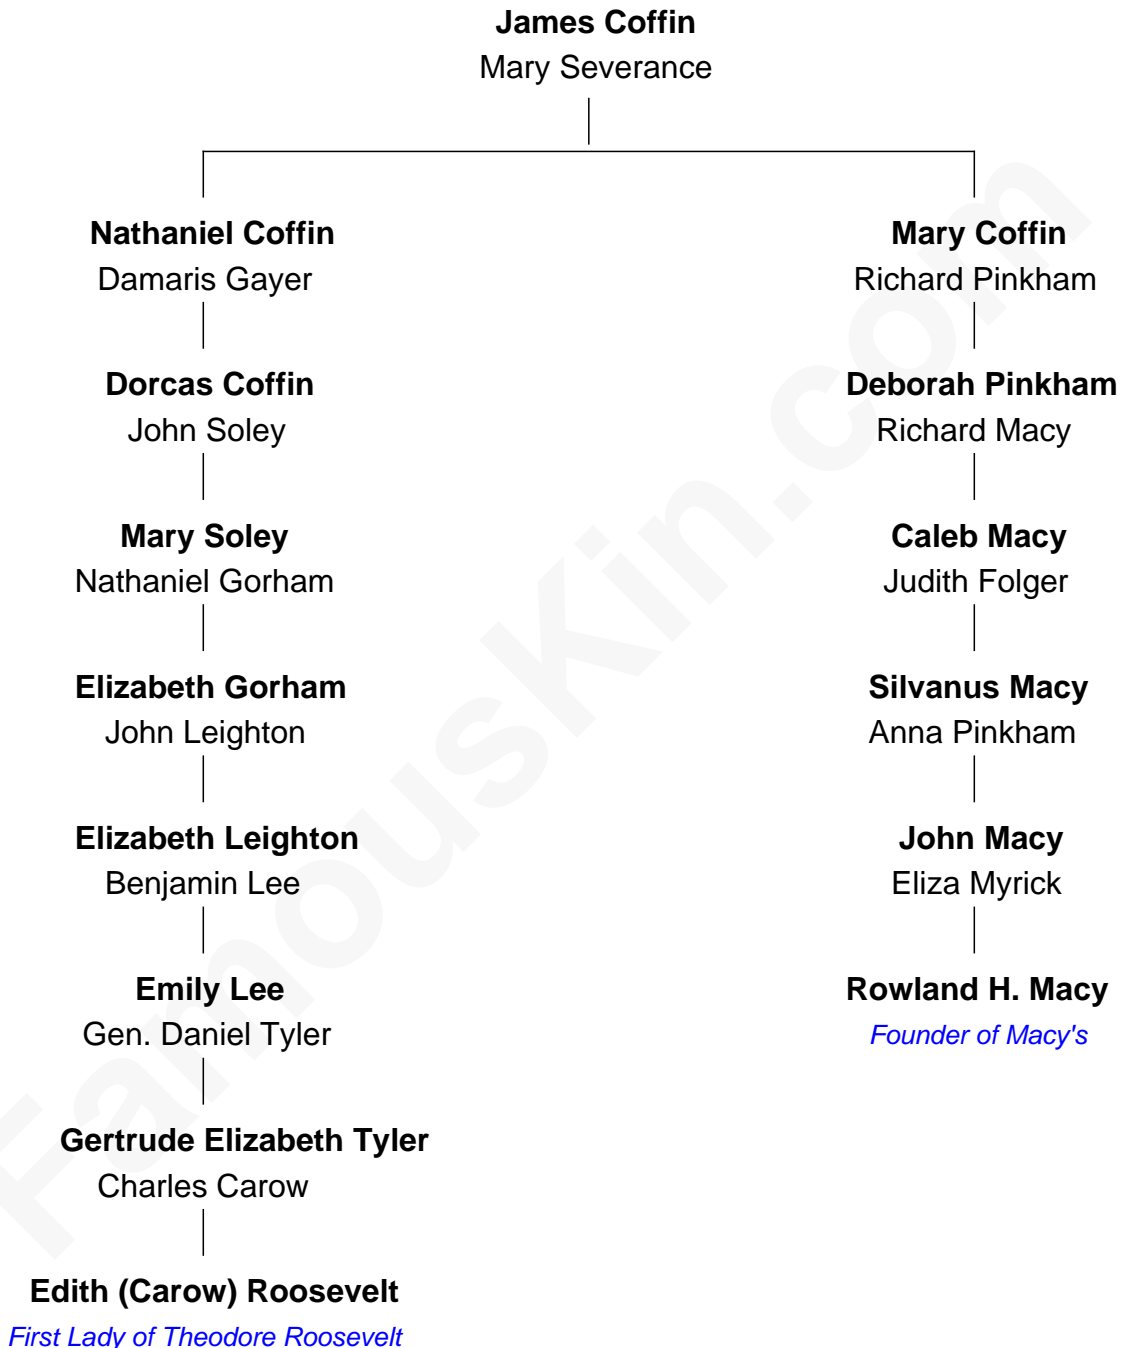 James Coffin
Mary Severance
Nathaniel Coffin
Damaris Gayer
Mary Coffin
Richard Pinkham
Dorcas Coffin
John Soley
Deborah Pinkham
Richard Macy
Mary Soley
Nathaniel Gorham
Caleb Macy
Judith Folger
Elizabeth Gorham
John Leighton
Silvanus Macy
Anna Pinkham
Elizabeth Leighton
Benjamin Lee
John Macy
Eliza Myrick
Emily Lee
Gen. Daniel Tyler
Rowland H. Macy
Founder of Macy's
Gertrude Elizabeth Tyler
Charles Carow
Edith (Carow) Roosevelt
First Lady of Theodore Roosevelt
FamousKin.com